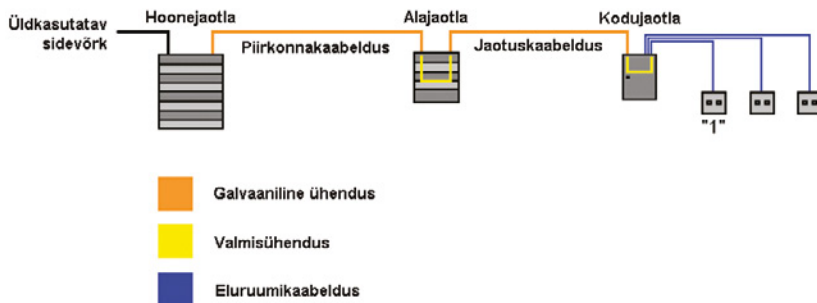 Üldkasutatav
sidevõrk
Hoonejaotla
Piirkonnakaabeldus
Alajaotla
Jaotuskaabeldus
Kodujaotla
"1"
Galvaaniline ühendus
Valmisühendus
Eluruumikaabeldus